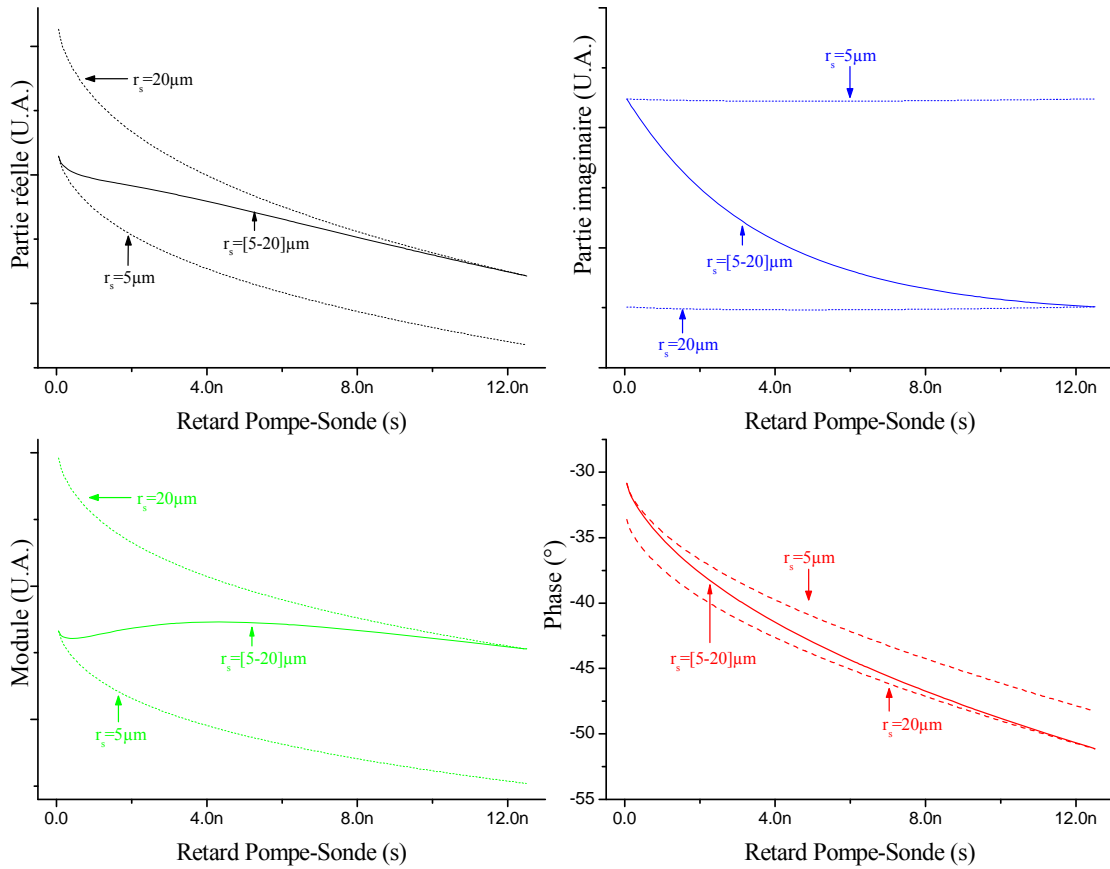 Partie réelle (U.A.)
r_s=20µm
r_s=[5-20]µm
r_s=5µm
0.0 4.0n 8.0n 12.0n
Retard Pompe-Sonde (s)
Partie imaginaire (U.A.)
r_s=5µm
r_s=[5-20]µm
r_s=20µm
0.0 4.0n 8.0n 12.0n
Retard Pompe-Sonde (s)
Module (U.A.)
r_s=20µm
r_s=[5-20]µm
r_s=5µm
0.0 4.0n 8.0n 12.0n
Retard Pompe-Sonde (s)
Phase (°)
-30
-35
-40
-45
-50
-55
r_s=5µm
r_s=[5-20]µm
r_s=20µm
0.0 4.0n 8.0n 12.0n
Retard Pompe-Sonde (s)